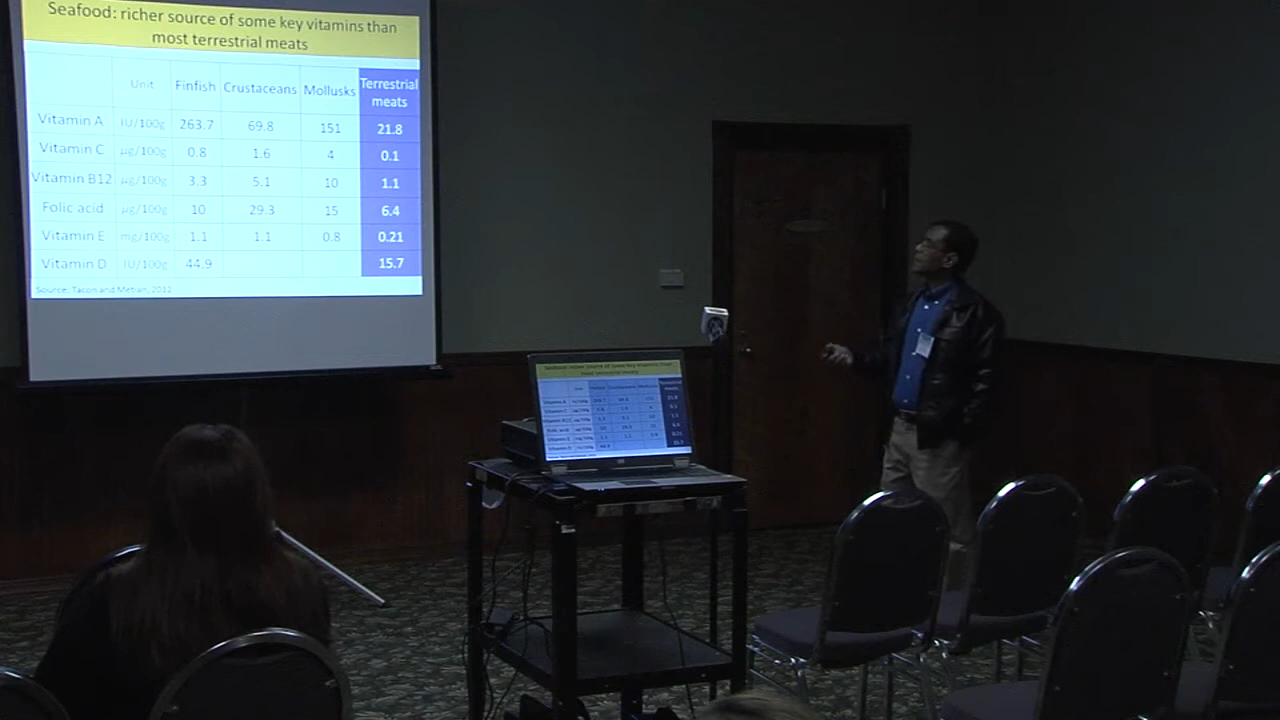 Seafood: richer source of some key vitamins than
most terrestrial meats
Unit Finfish Crustaceans Mollusks Terrestrial meats
Vitamin A IU/100g 263.7 69.8 151 21.8
Vitamin C µg/100g 0.8 1.6 4 0.1
Vitamin B12 µg/100g 3.3 5.1 10 1.1
Folic acid µg/100g 10 29.3 15 6.4
Vitamin E mg/100g 1.1 1.1 0.8 0.21
Vitamin D IU/100g 44.9 15.7
Source: Tacon and Metian, 2012